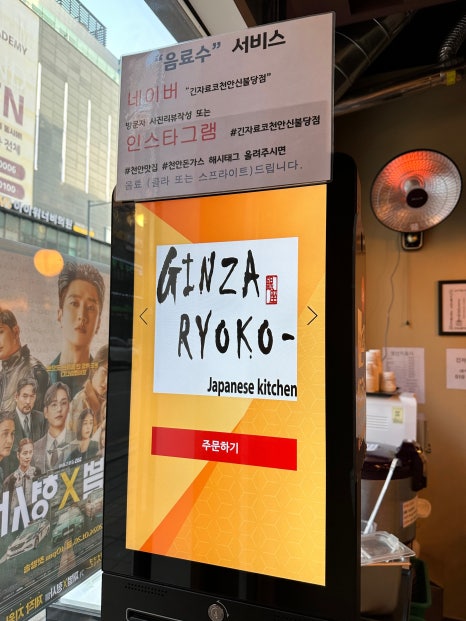 "음료수" 서비스
네이버 "긴자료코천안신불당점"
방문자 사진리뷰작성 또는
인스타그램 #긴자료코천안신불당점
#천안맛집 #천안돈가스 해시태그 올려주시면
음료 (콜라 또는 스프라이트)드립니다.
GINZA
RYOKO-
Japanese kitchen
주문하기
ADEMY